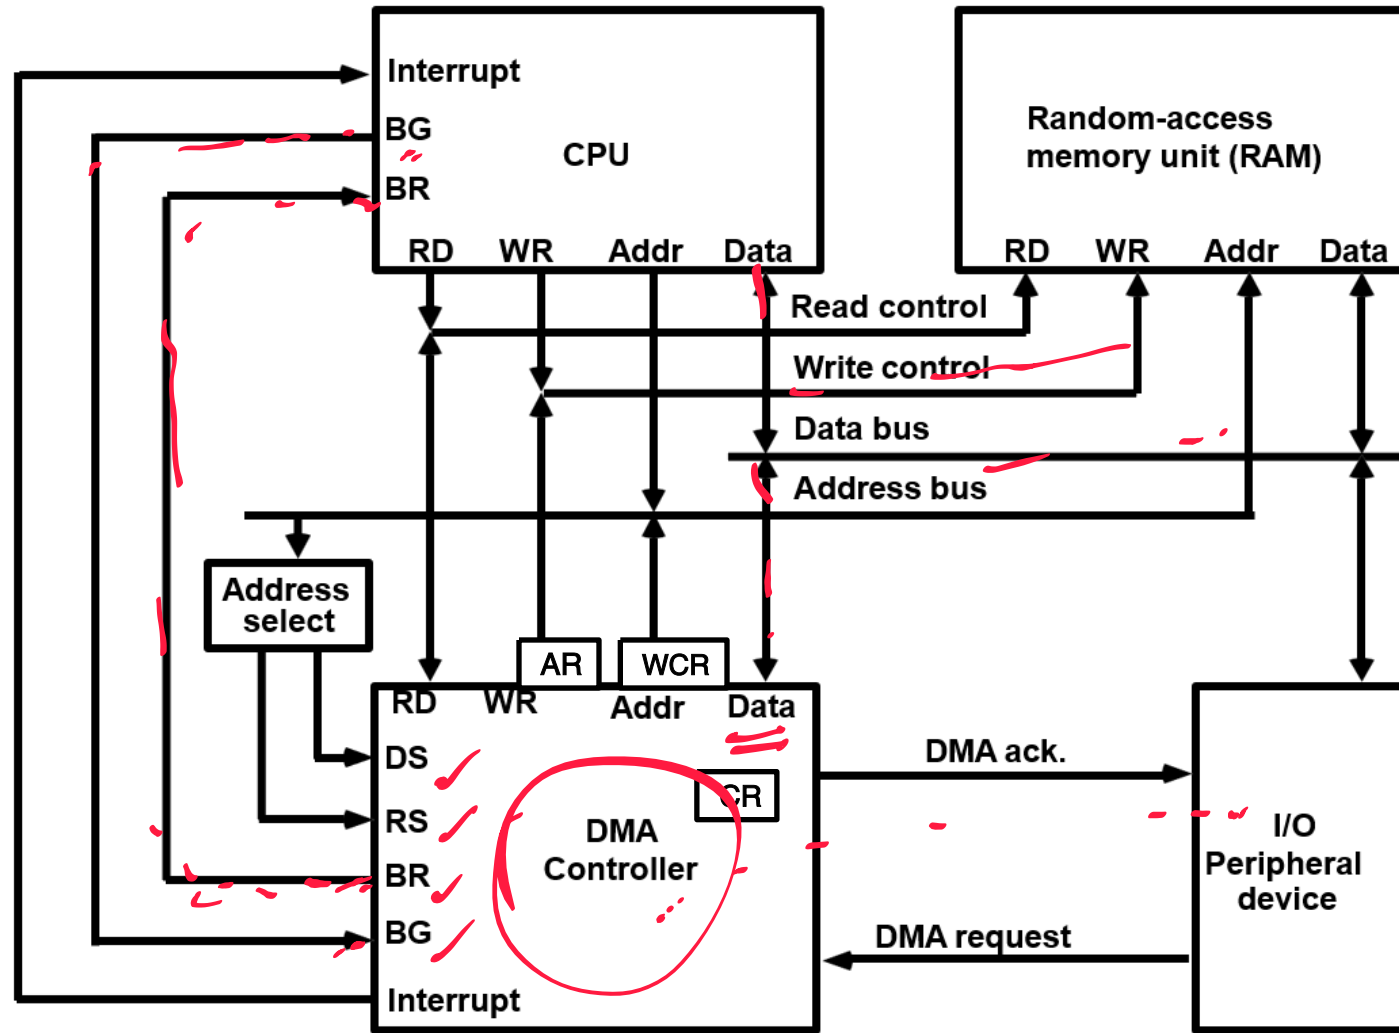 Interrupt
BG
BR
CPU
RD WR Addr Data
Random-access
memory unit (RAM)
RD WR Addr Data
Read control
Write control
Data bus
Address bus
Address
select
AR
WCR
RD WR Addr Data
DS
RS
BR
BG
Interrupt
CR
DMA
Controller
DMA ack.
DMA request
I/O
Peripheral
device